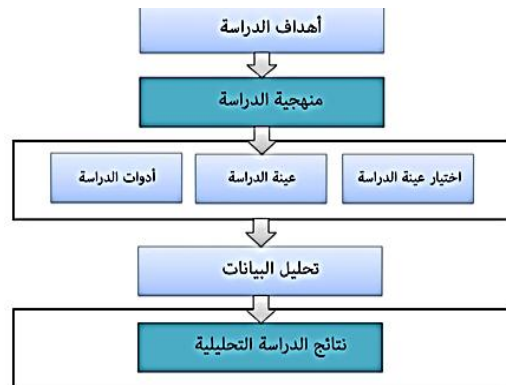 أهداف الدراسة
منهجية الدراسة
اختيار عينة الدراسة
عينة الدراسة
أدوات الدراسة
تحليل البيانات
نتائج الدراسة التحليلية